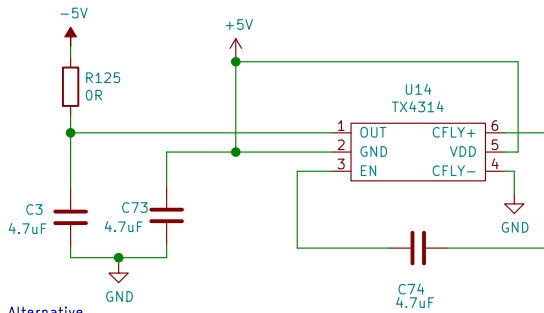 -5V
+5V
R125
0R
U14
TX4314
1 OUT CFLY+ 6
2 GND VDD 5
3 EN CFLY- 4
C3
4.7uF
C73
4.7uF
GND
GND
C74
4.7uF
Alternative